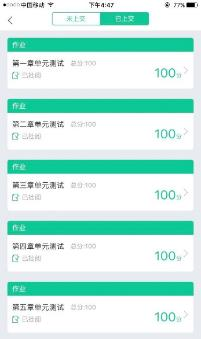 中国移动 下午4:47 77%
未上交 已上交
作业
第一章单元测试 总分:100
已批阅
100分
作业
第二章单元测试 总分:100
已批阅
100分
作业
第三章单元测试 总分:100
已批阅
100分
作业
第四章单元测试 总分:100
已批阅
100分
作业
第五章单元测试 总分:100
已批阅
100分